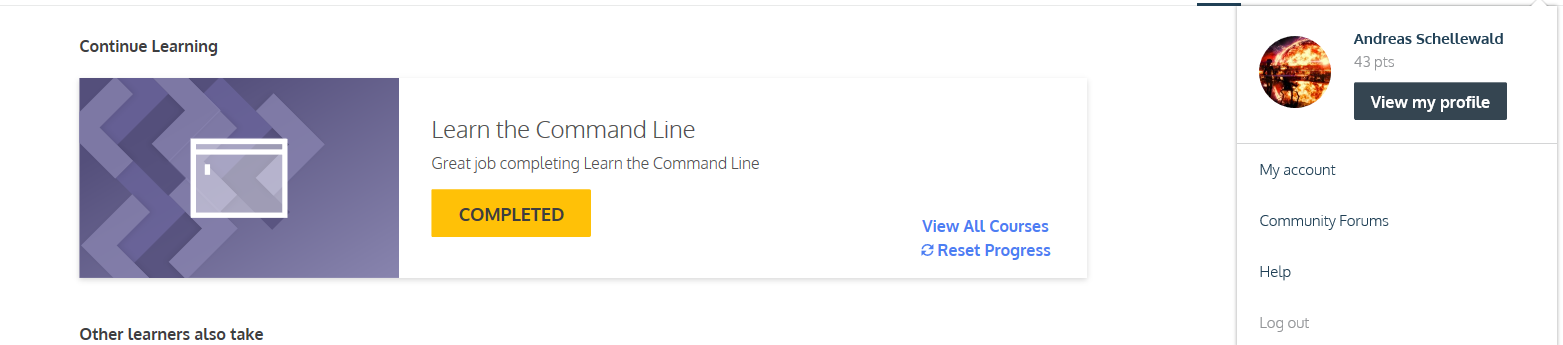 Continue Learning
Learn the Command Line
Great job completing Learn the Command Line
COMPLETED
View All Courses
Reset Progress
Other learners also take
Andreas Schellewald
43 pts
View my profile
My account
Community Forums
Help
Log out